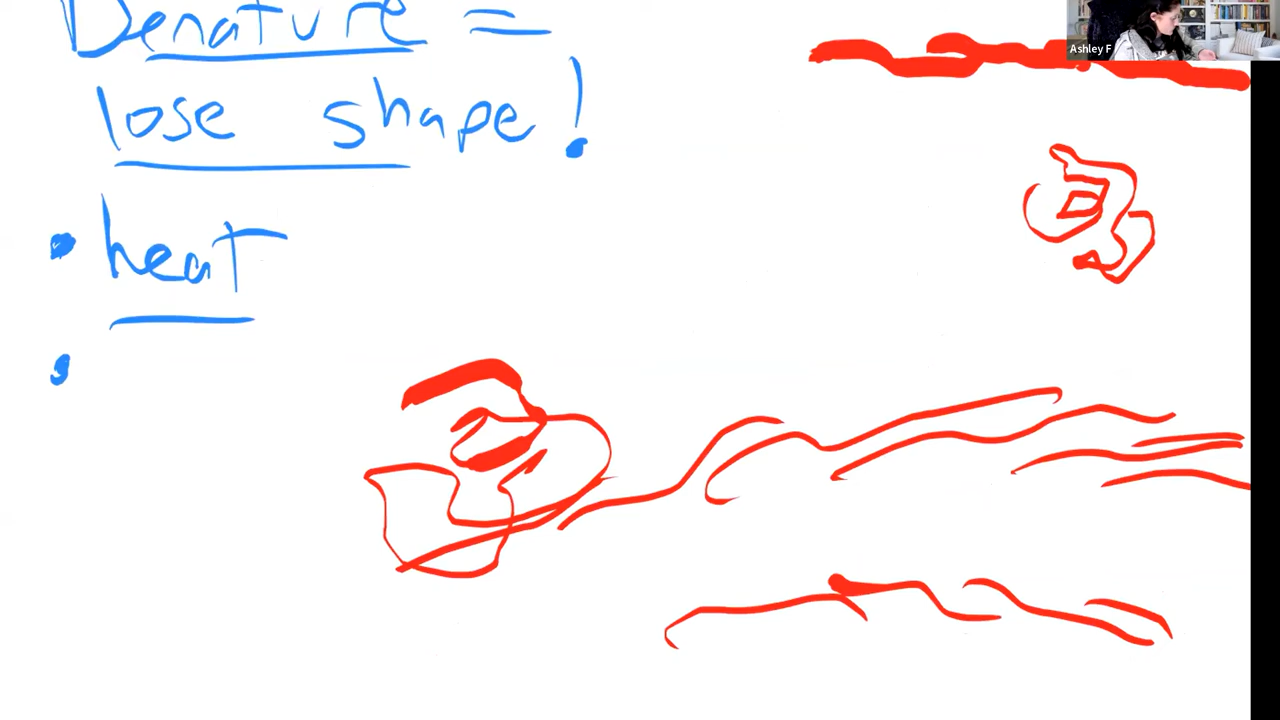 Denature =
lose shape!
• heat
•
Ashley F